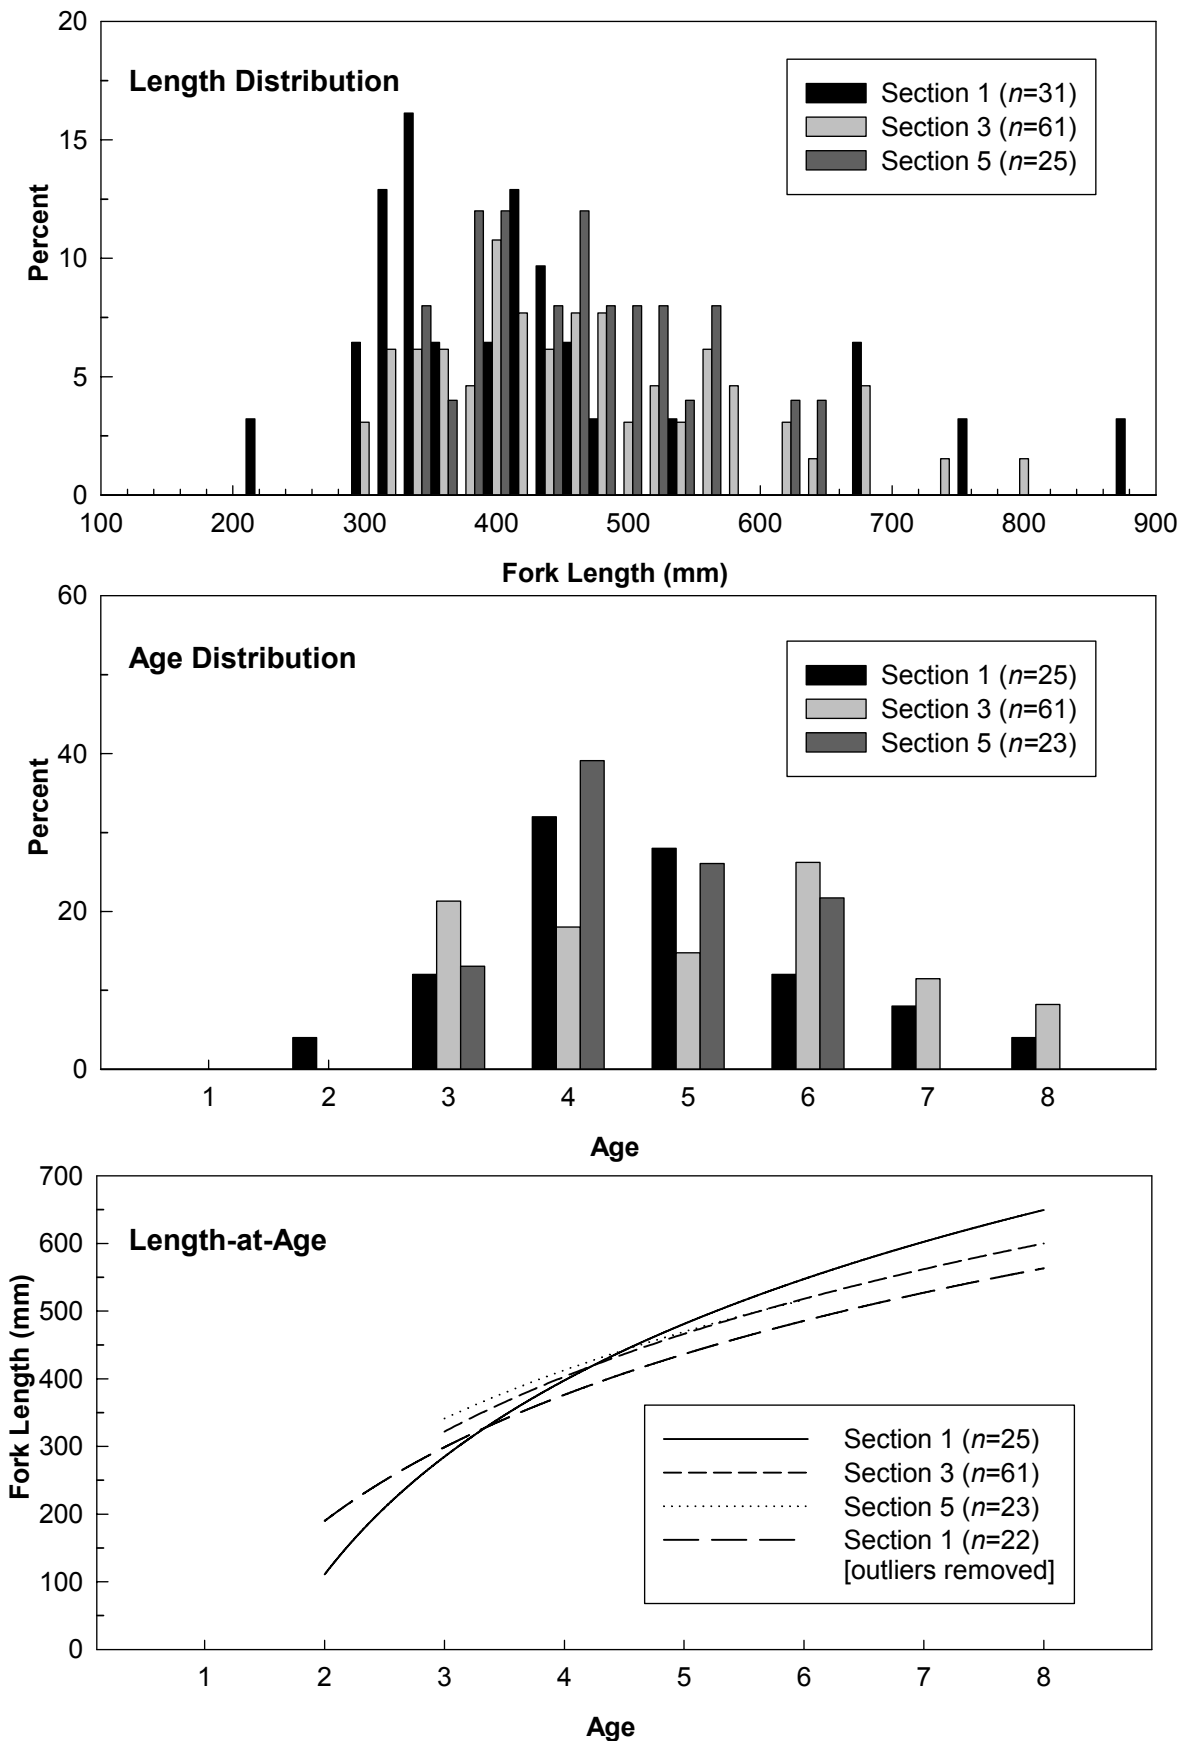 20
Length Distribution
Section 1 (n=31)
Section 3 (n=61)
Section 5 (n=25)
15
Percent
10
5
0
100 200 300 400 500 600 700 800 900
Fork Length (mm)
60
Age Distribution
Section 1 (n=25)
Section 3 (n=61)
Section 5 (n=23)
40
Percent
20
0
1 2 3 4 5 6 7 8
Age
700
Length-at-Age
600
500
Fork Length (mm)
400
300
200
100
0
Section 1 (n=25)
Section 3 (n=61)
Section 5 (n=23)
Section 1 (n=22)
[outliers removed]
1 2 3 4 5 6 7 8
Age